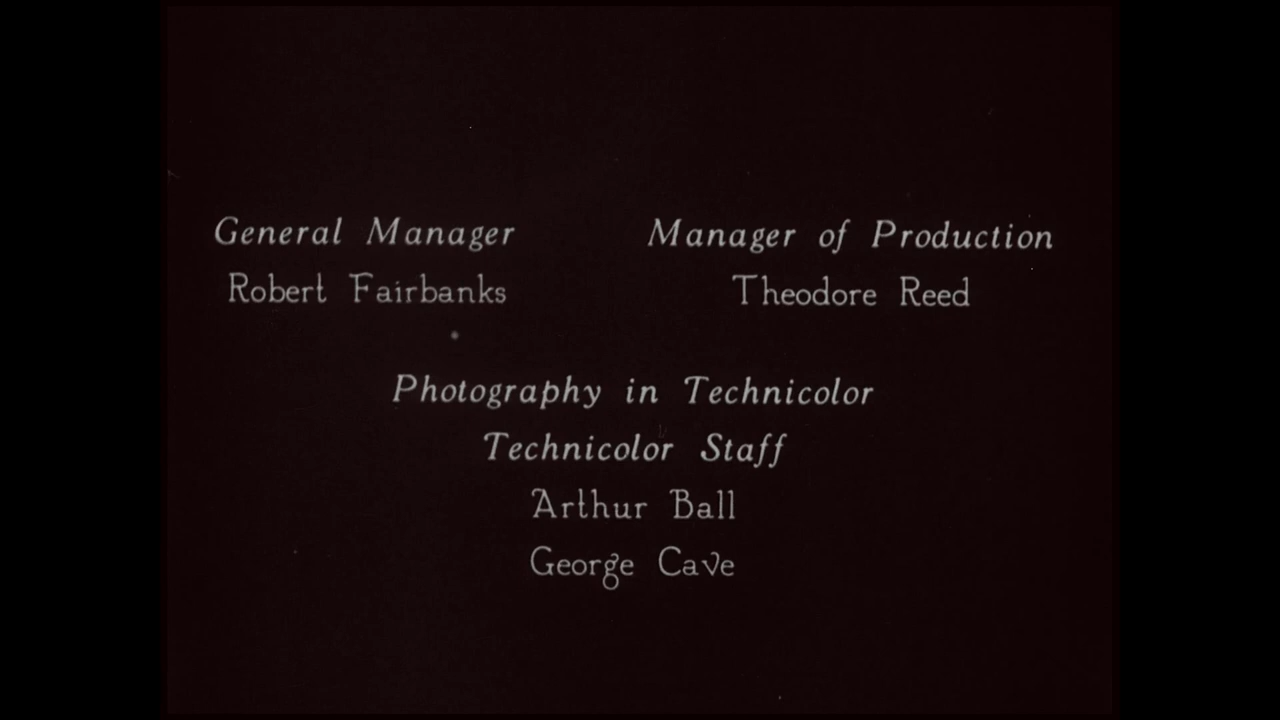 General Manager
Robert Fairbanks
Manager of Production
Theodore Reed
Photography in Technicolor
Technicolor Staff
Arthur Ball
George Cave